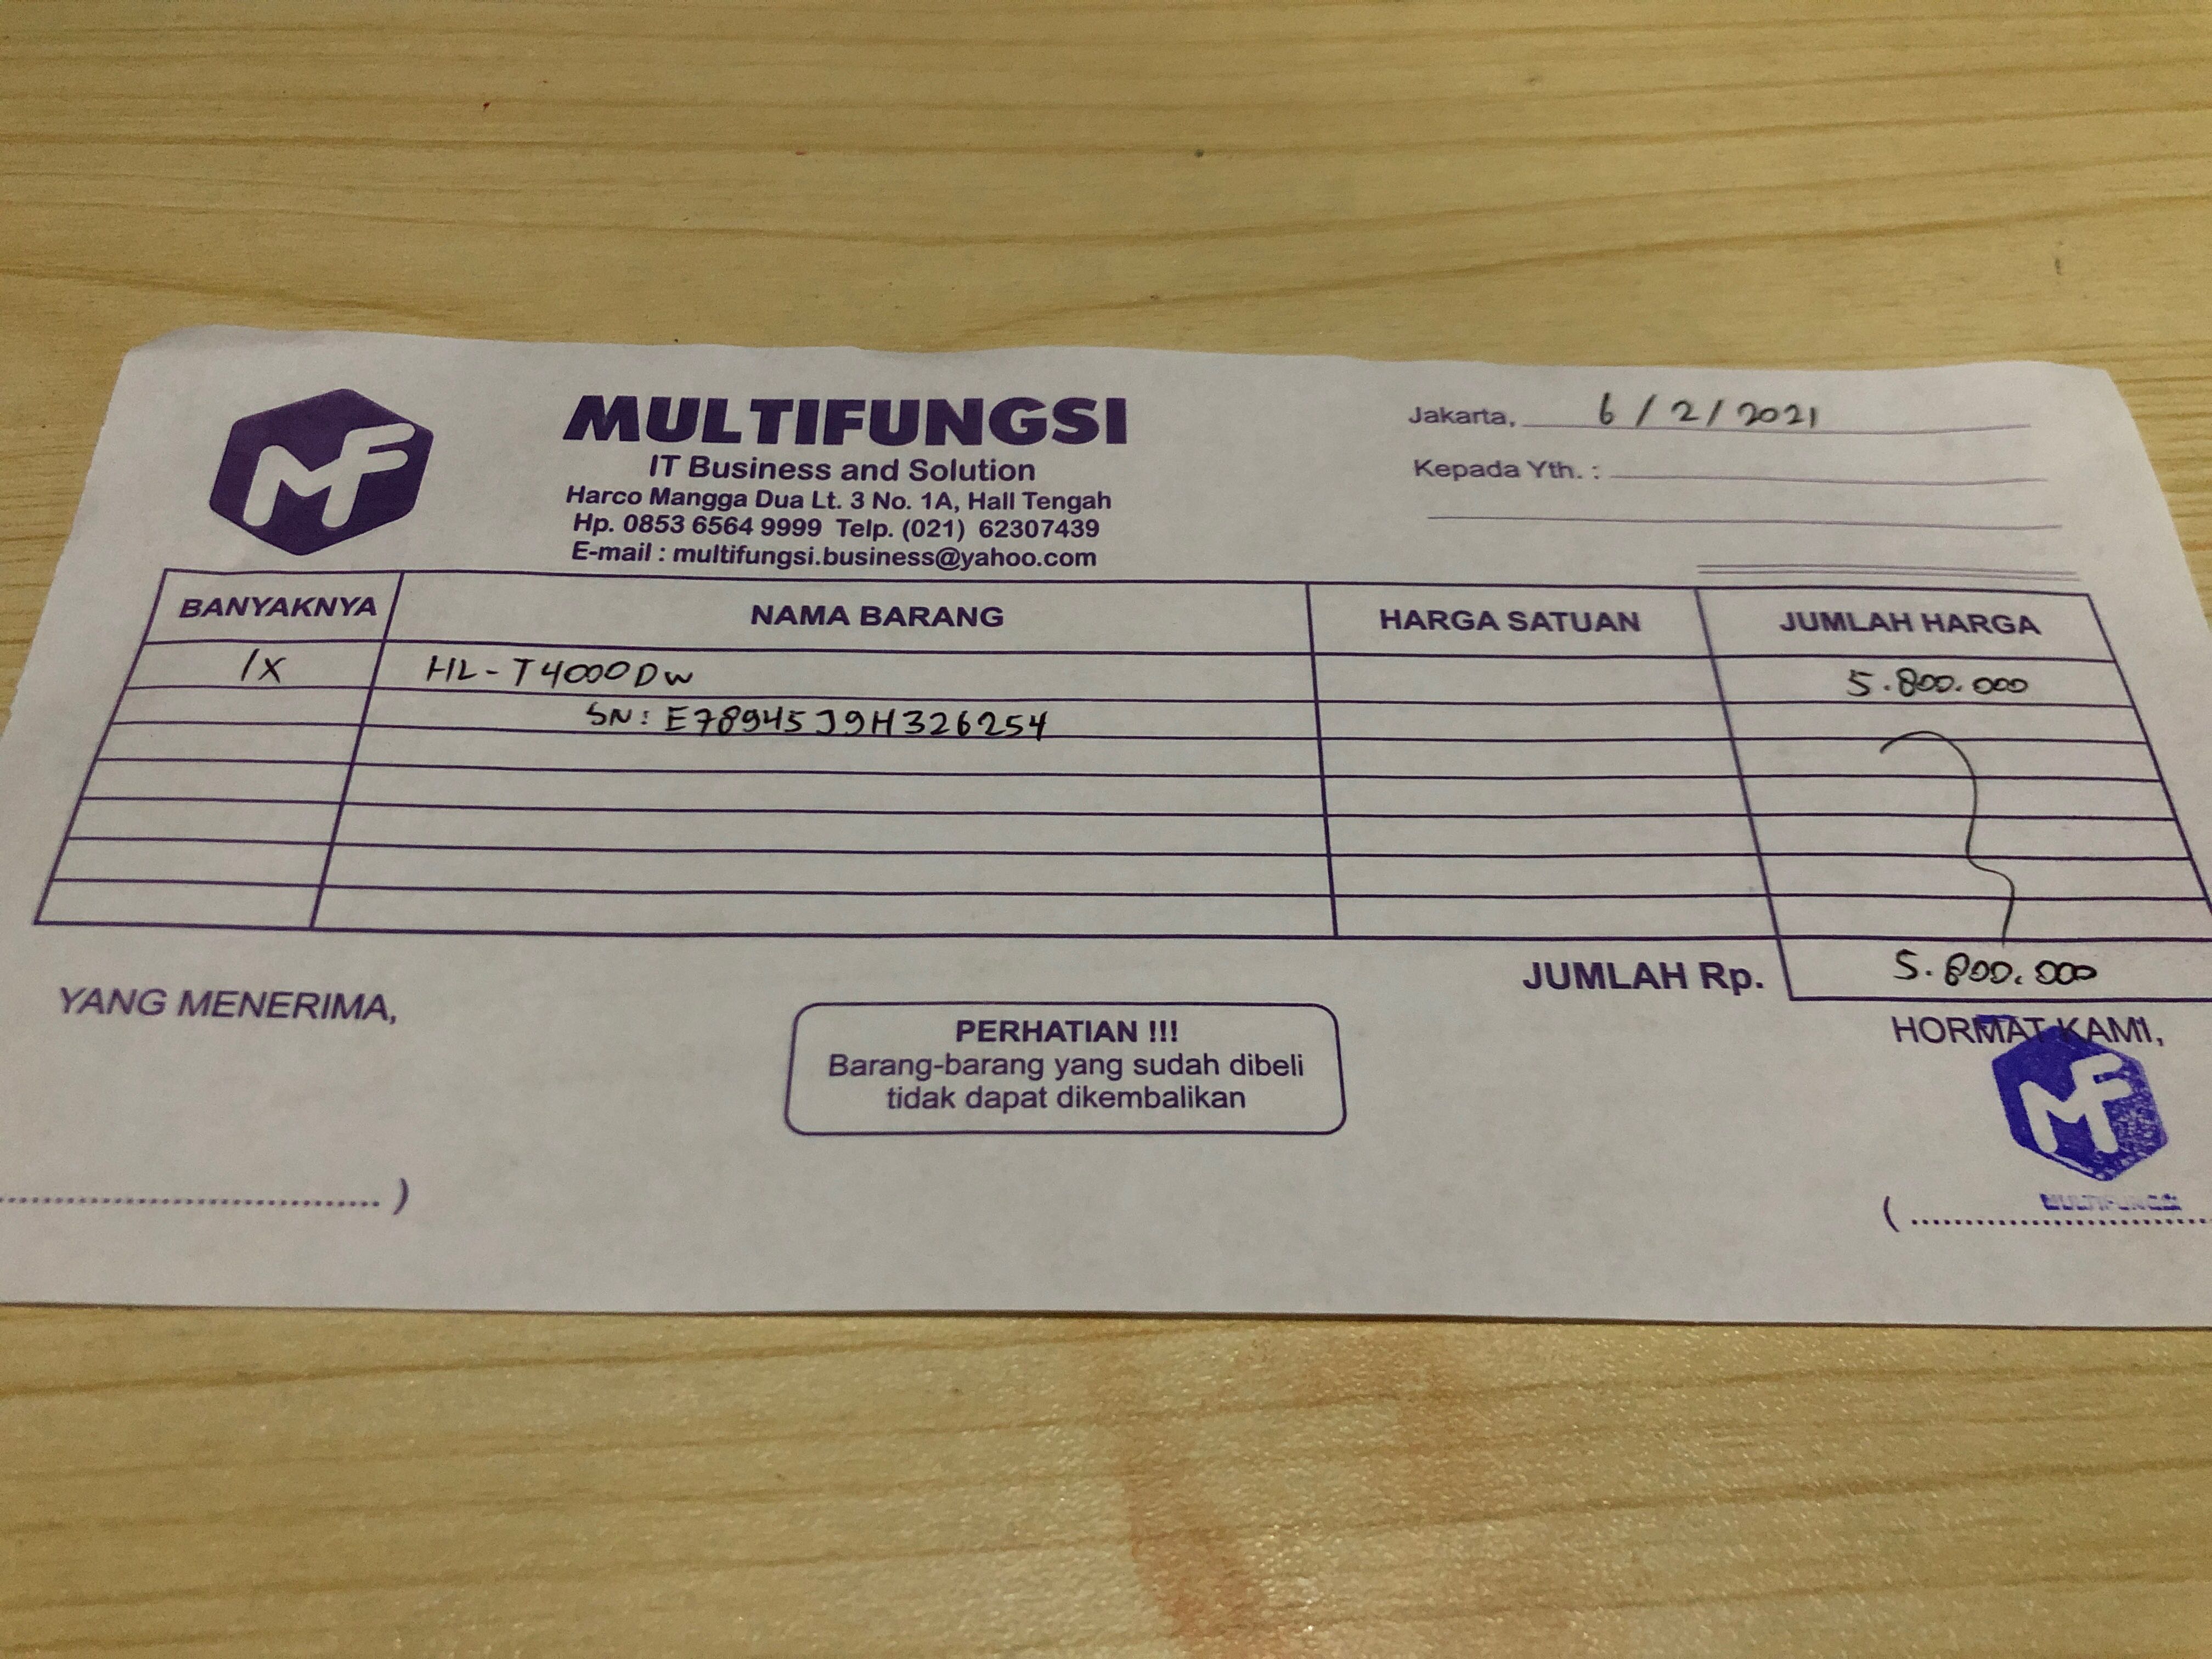 MF
MULTIFUNGSI
IT Business and Solution
Harco Mangga Dua Lt. 3 No. 1A, Hall Tengah
Hp. 0853 6564 9999 Telp. (021) 62307439
E-mail : multifungsi.business@yahoo.com
Jakarta, 6/2/2021
Kepada Yth. :
BANYAKNYA NAMA BARANG HARGA SATUAN JUMLAH HARGA
1X HL-T4000DW 5.800.000
SN: E78945J9H326254
JUMLAH Rp. 5.800.000
YANG MENERIMA,
PERHATIAN !!!
Barang-barang yang sudah dibeli
tidak dapat dikembalikan
HORMAT KAMI,
MF
MULTIFUNGSI